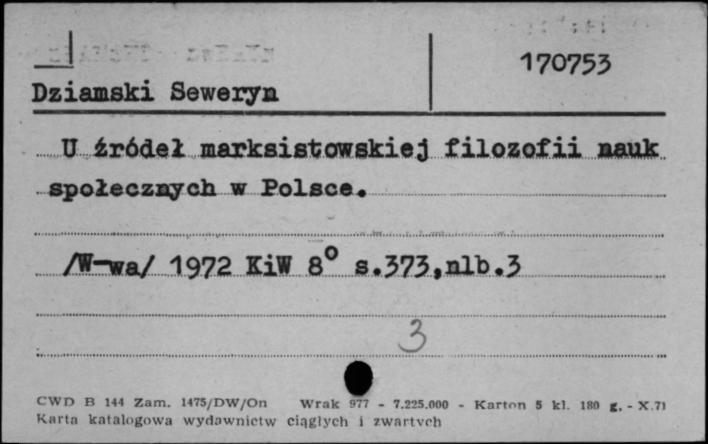 170753
Dziamski Seweryn
U źródeł marksistowskiej filozofii nauk
społecznych w Polsce.
/W-wa/ 1972 KiW 8° s.373,nlb.3
3
CWD B 144 Zam. 1475/DW/On Wrak 977 - 7.225.000 - Karton 5 kl. 180 g. - X.71
Karta katalogowa wydawnictw ciągłych i zwartych